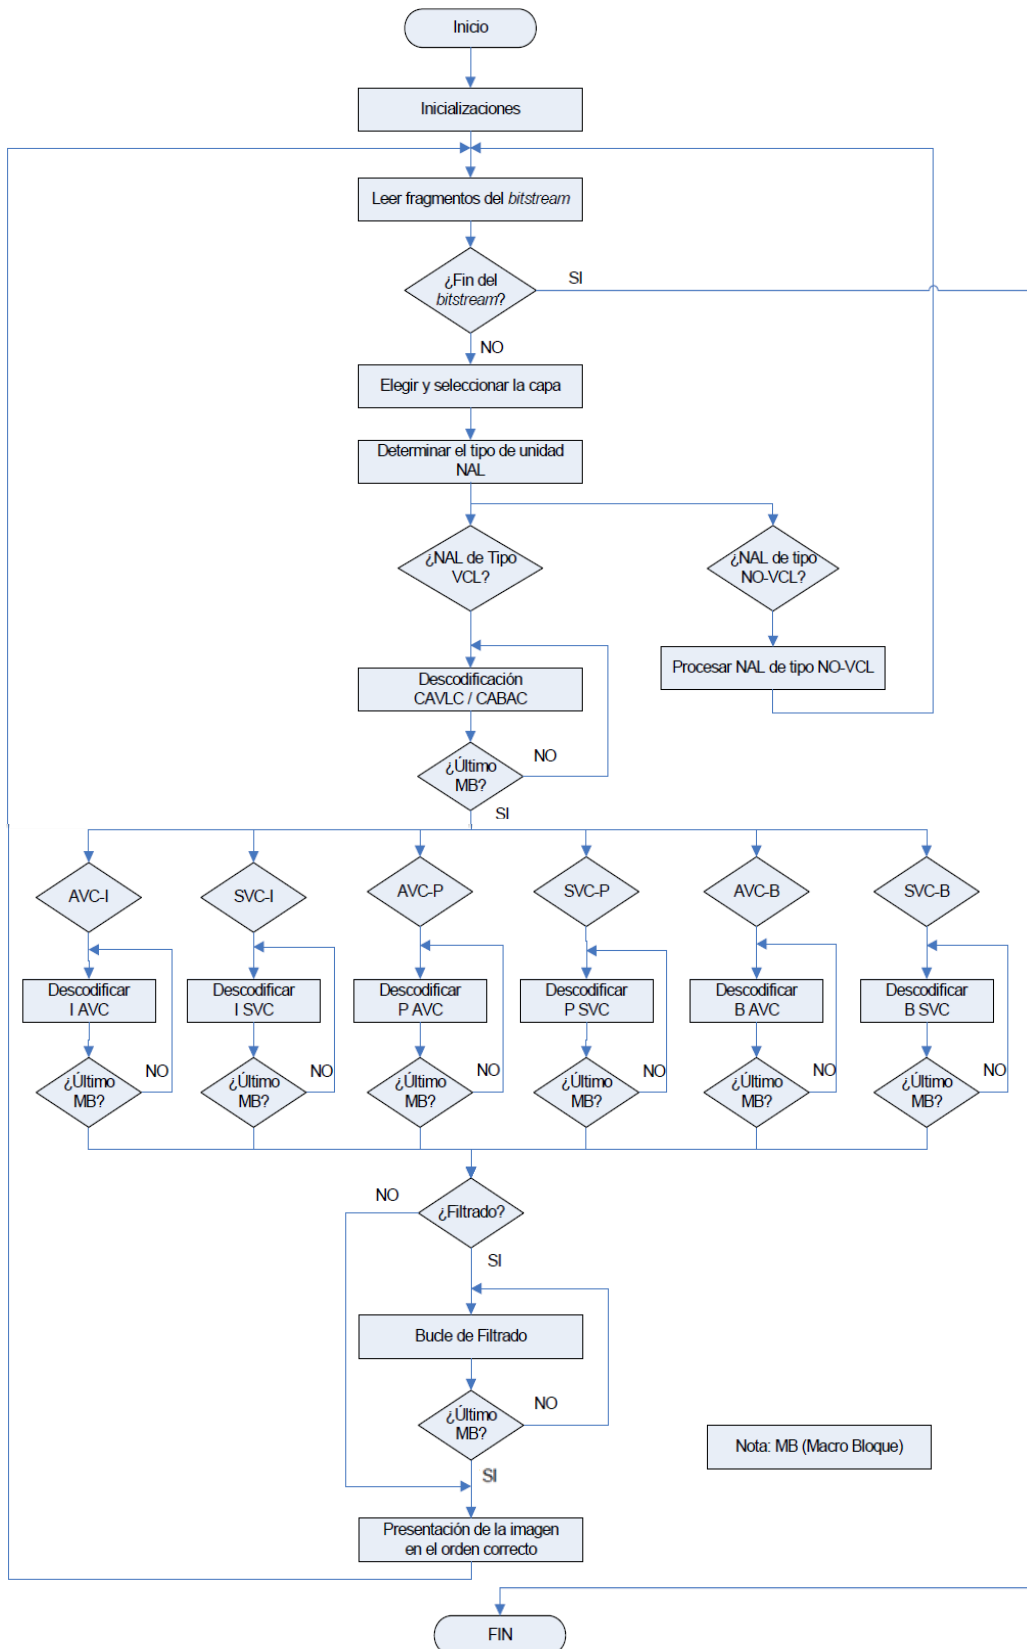 Inicio
Inicializaciones
Leer fragmentos del bitstream
¿Fin del
bitstream?
SI
NO
Elegir y seleccionar la capa
Determinar el tipo de unidad
NAL
¿NAL de Tipo
VCL?
¿NAL de tipo
NO-VCL?
Procesar NAL de tipo NO-VCL
Descodificación
CAVLC / CABAC
¿Último
MB?
NO
SI
AVC-I
SVC-I
AVC-P
SVC-P
AVC-B
SVC-B
Descodificar
I AVC
Descodificar
I SVC
Descodificar
P AVC
Descodificar
P SVC
Descodificar
B AVC
Descodificar
B SVC
¿Último
MB?
NO
¿Último
MB?
NO
¿Último
MB?
NO
¿Último
MB?
NO
¿Último
MB?
NO
¿Último
MB?
NO
¿Filtrado?
NO
SI
Bucle de Filtrado
¿Último
MB?
NO
SI
Nota: MB (Macro Bloque)
Presentación de la imagen
en el orden correcto
FIN